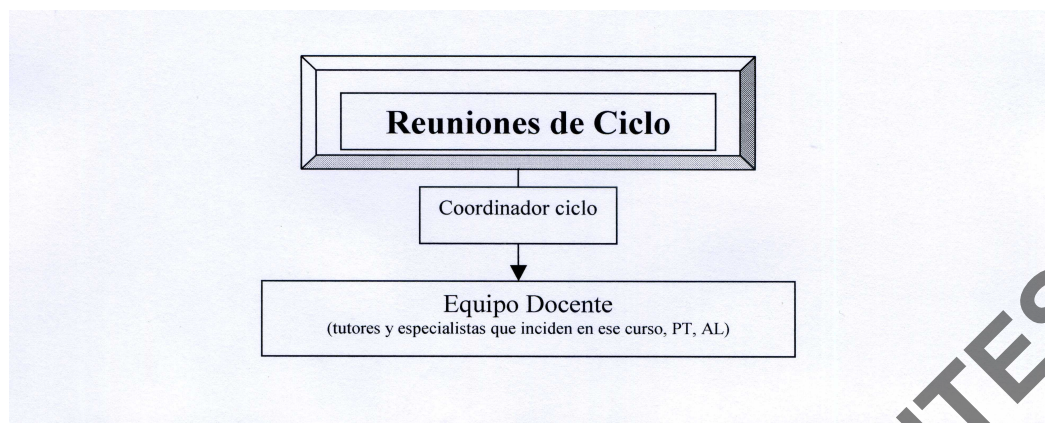 Reuniones de Ciclo
Coordinador ciclo
Equipo Docente
(tutores y especialistas que inciden en ese curso, PT, AL)